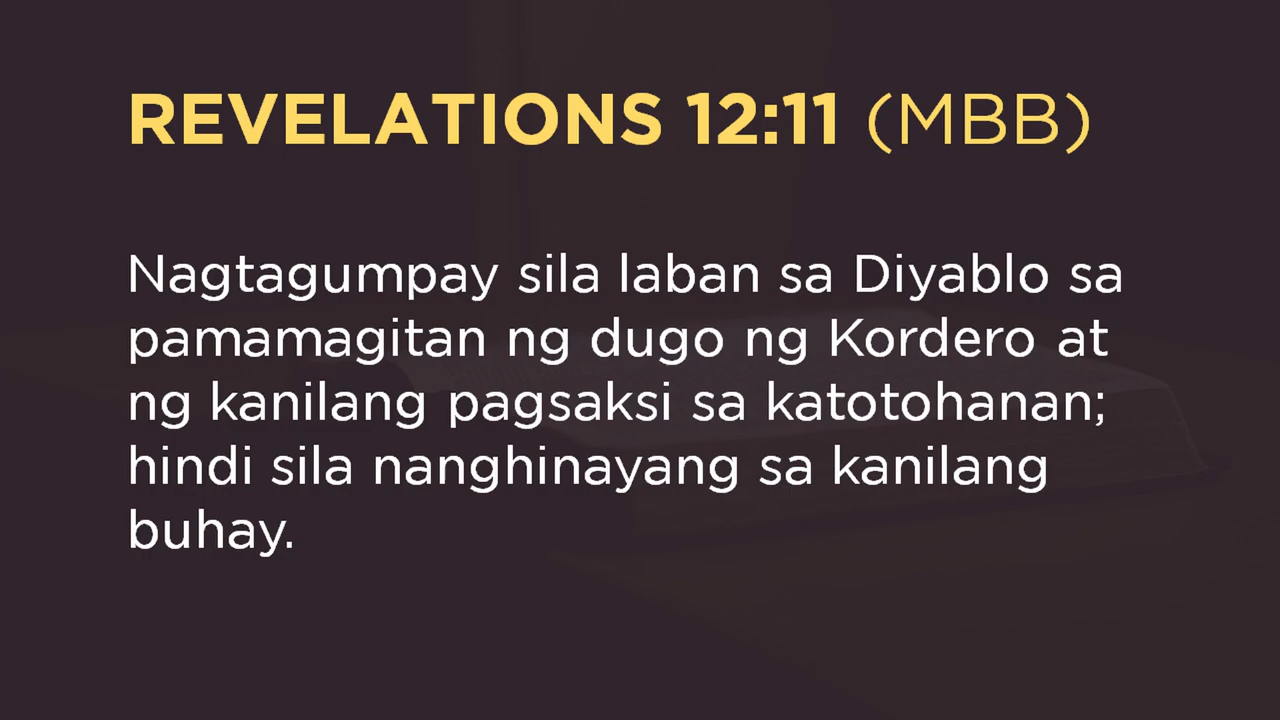 REVELATIONS 12:11 (MBB)
Nagtagumpay sila laban sa Diyablo sa
pamamagitan ng dugo ng Kordero at
ng kanilang pagsaksi sa katotohanan;
hindi sila nanghinayang sa kanilang
buhay.